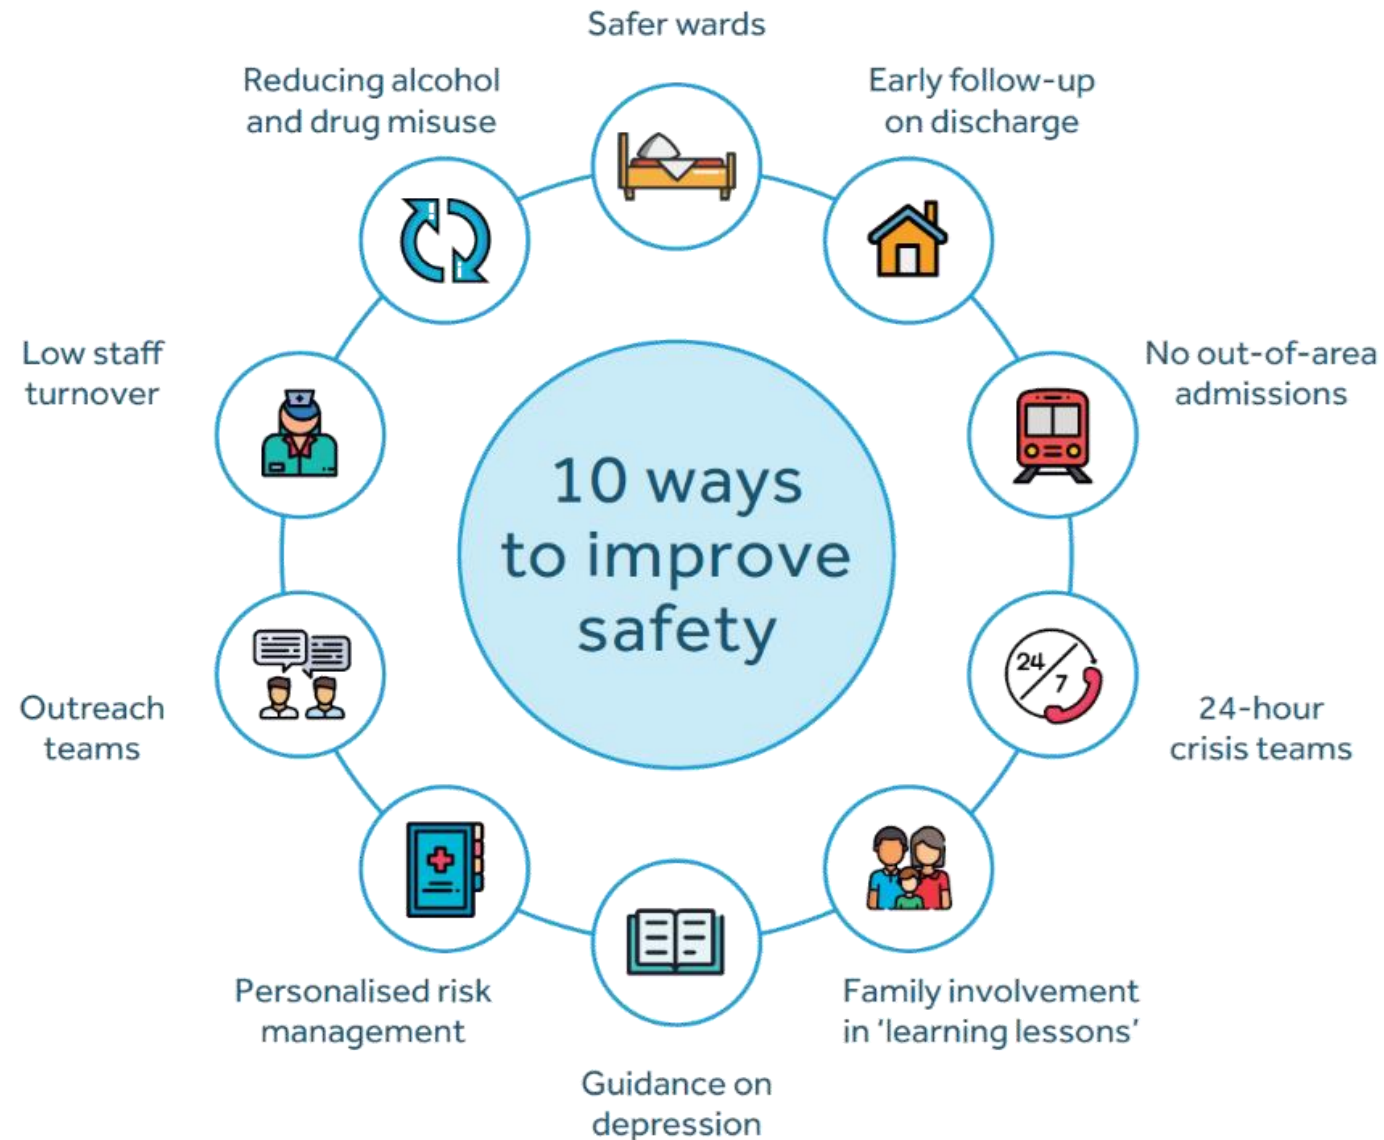 Safer wards
Early follow-up
on discharge
No out-of-area
admissions
24-hour
crisis teams
Family involvement
in ‘learning lessons’
Guidance on
depression
Personalised risk
management
Outreach
teams
Low staff
turnover
Reducing alcohol
and drug misuse
10 ways
to improve
safety
24
7